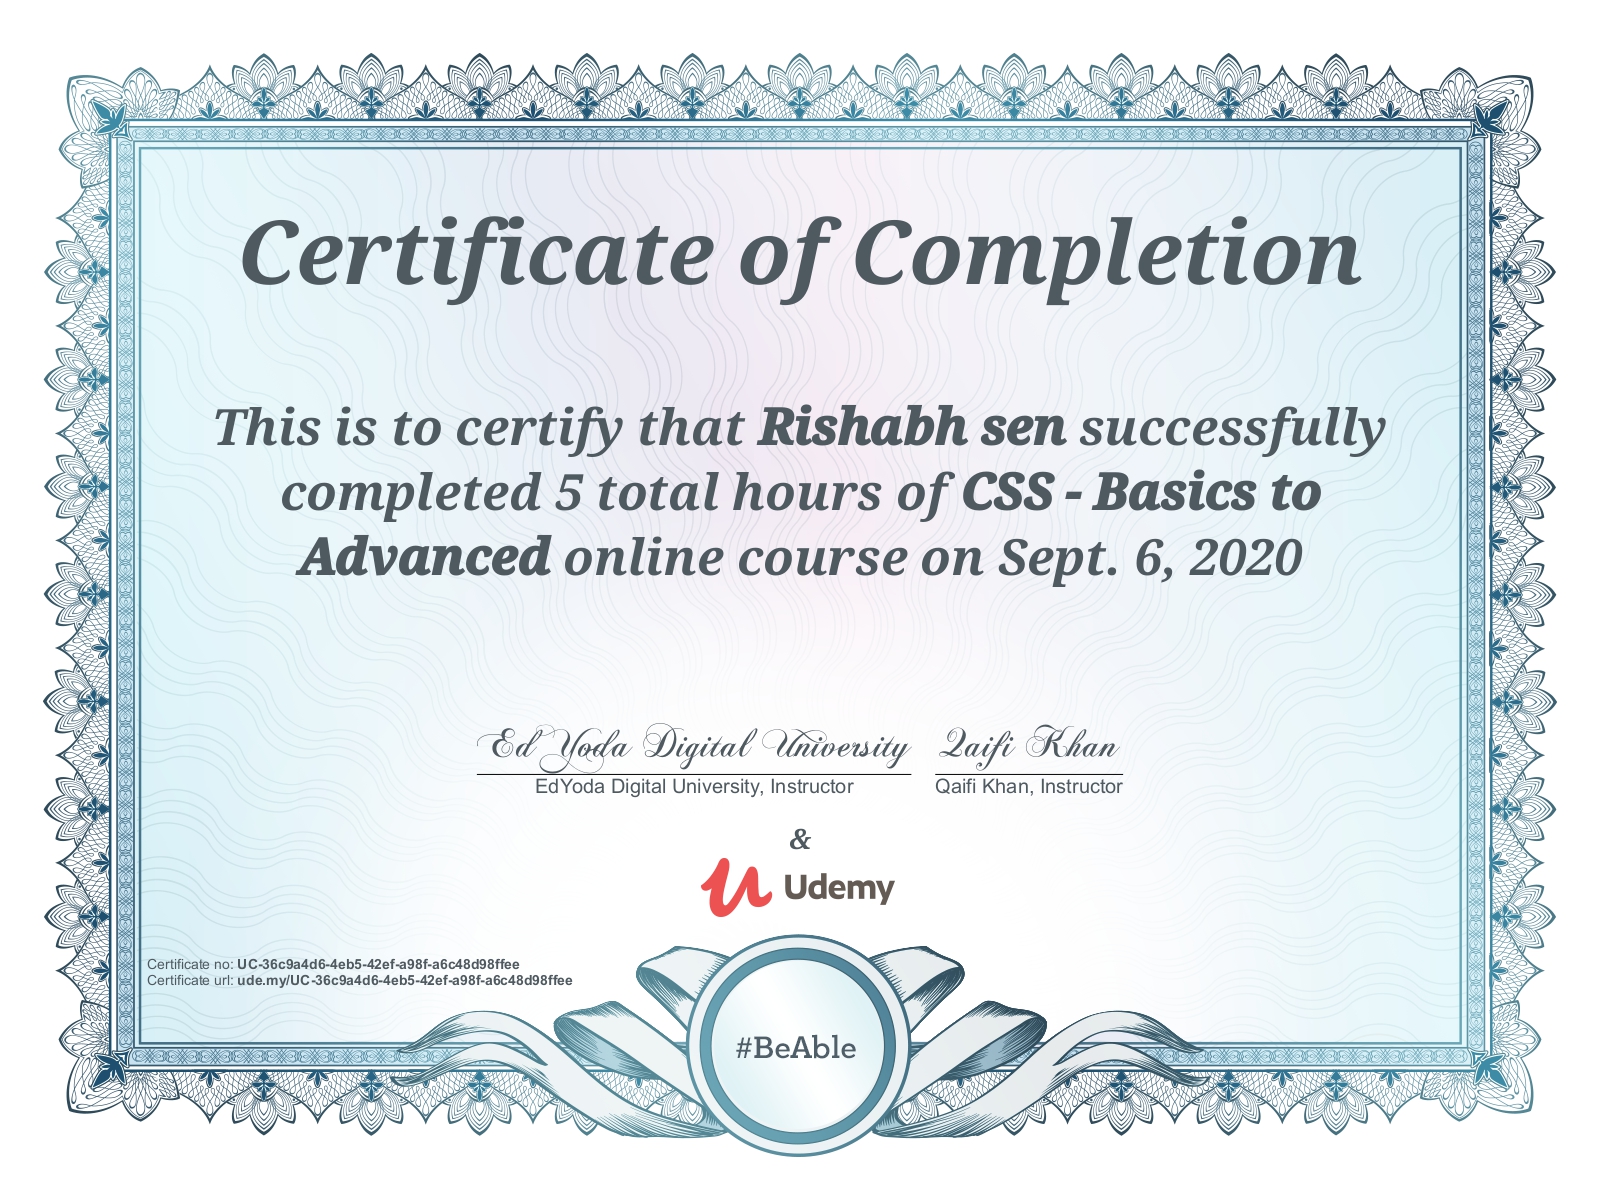 Certificate of Completion
This is to certify that Rishabh sen successfully
completed 5 total hours of CSS - Basics to
Advanced online course on Sept. 6, 2020
Ed Yoda Digital University Qaifi Khan
EdYoda Digital University, Instructor Qaifi Khan, Instructor
&
Udemy
Certificate no: UC-36c9a4d6-4eb5-42ef-a98f-a6c48d98ffee
Certificate url: ude.my/UC-36c9a4d6-4eb5-42ef-a98f-a6c48d98ffee
#BeAble